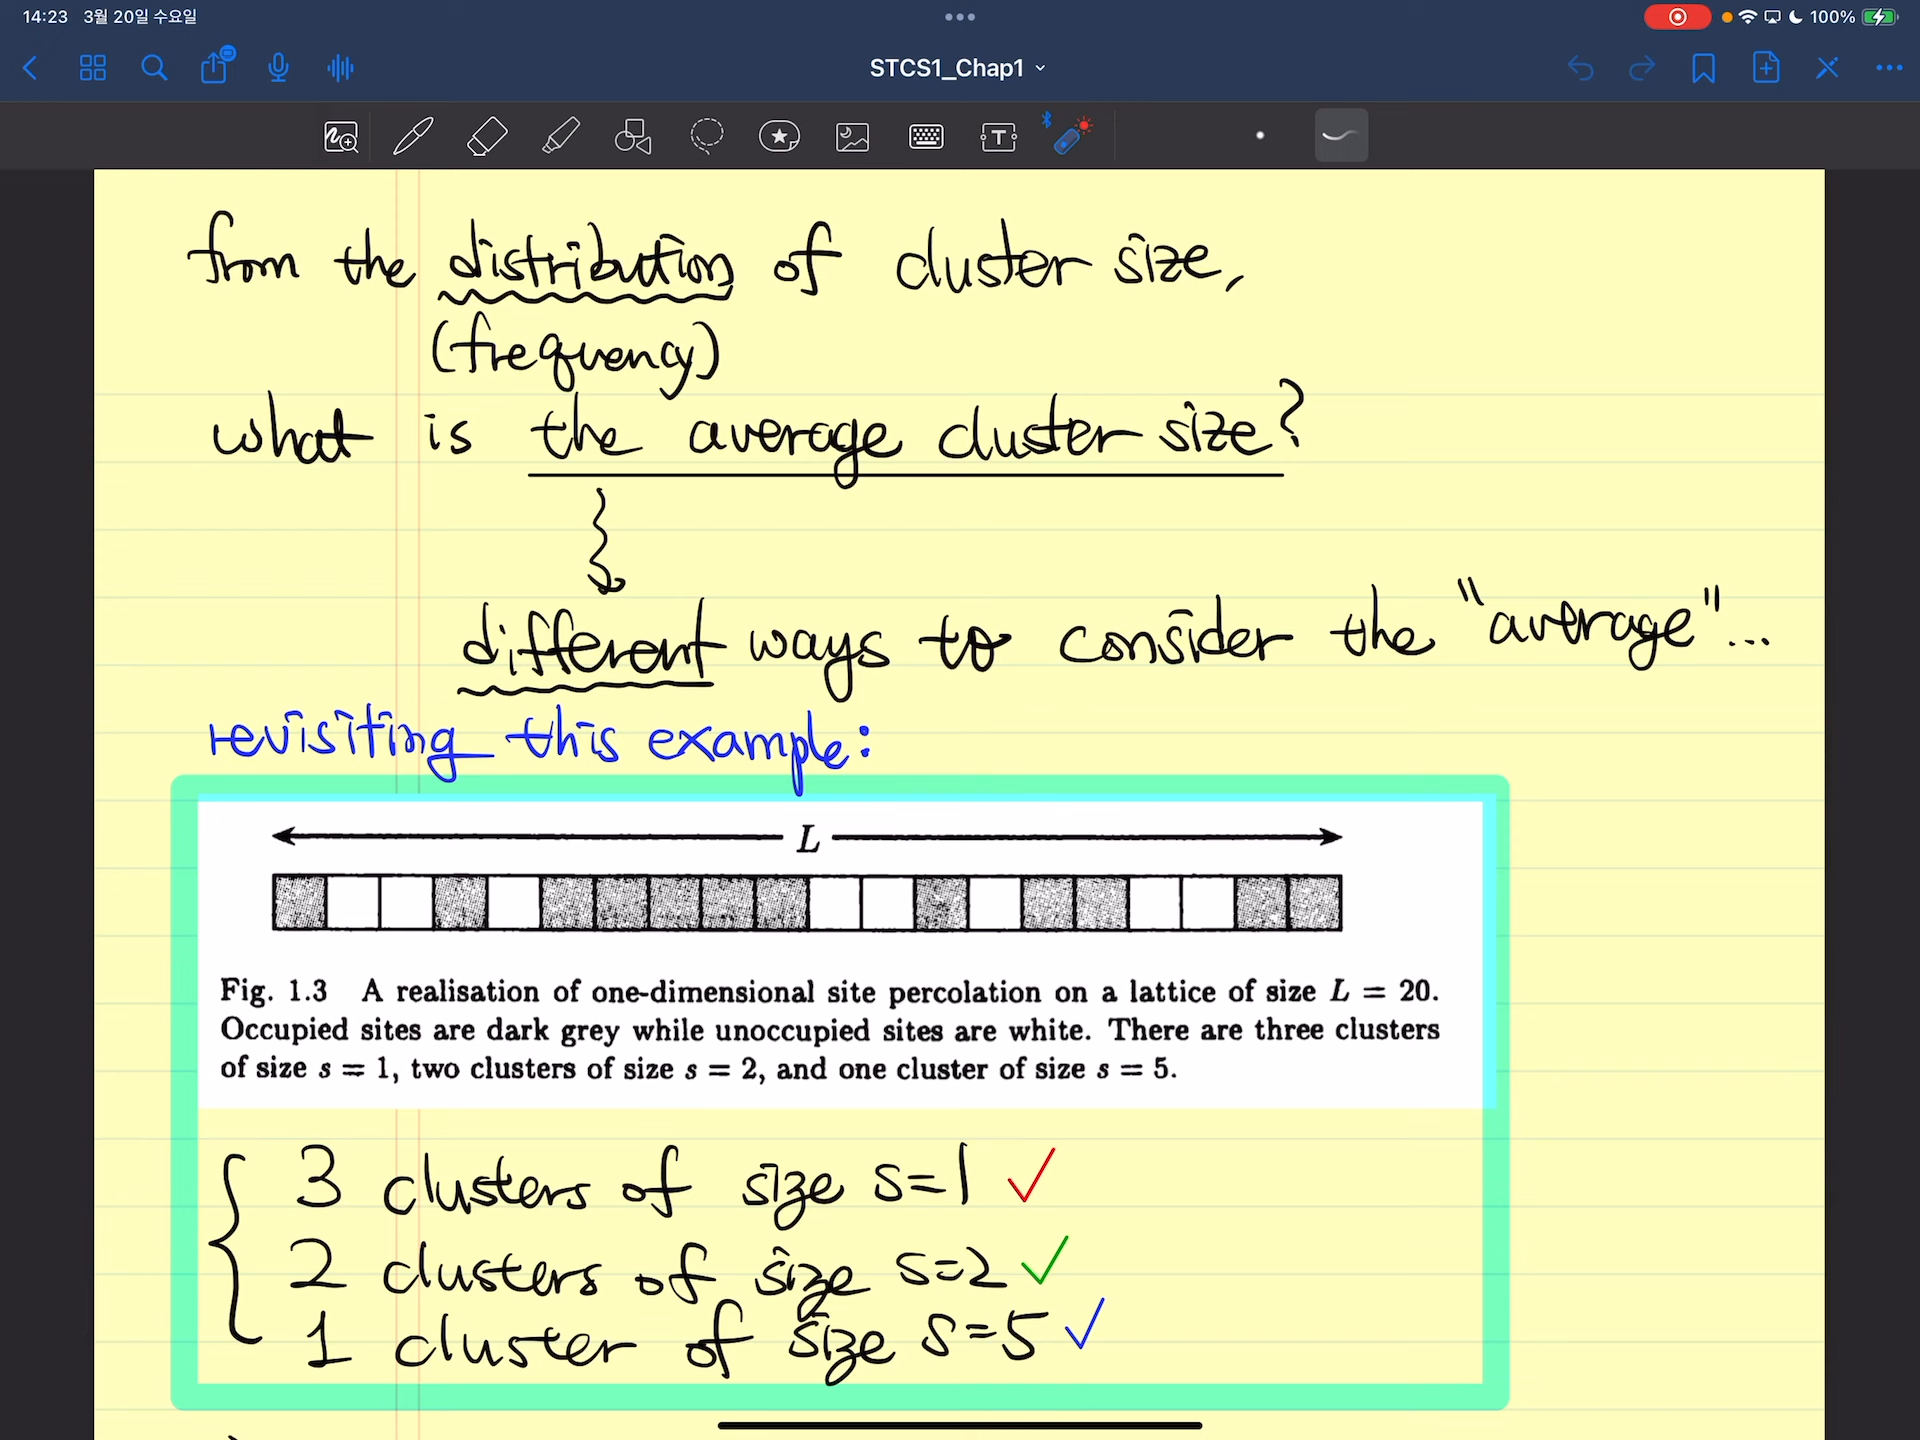 14:23 3월 20일 수요일
100%
STCS1_Chap1
T
from the distribution of cluster size,
(frequency)
what is the average cluster size?
different ways to consider the "average"...
revisiting this example:
L
Fig. 1.3 A realisation of one-dimensional site percolation on a lattice of size L = 20.
Occupied sites are dark grey while unoccupied sites are white. There are three clusters
of size s = 1, two clusters of size s = 2, and one cluster of size s = 5.
3 clusters of size s=1 ✓
2 clusters of size s=2 ✓
1 cluster of size s=5 ✓